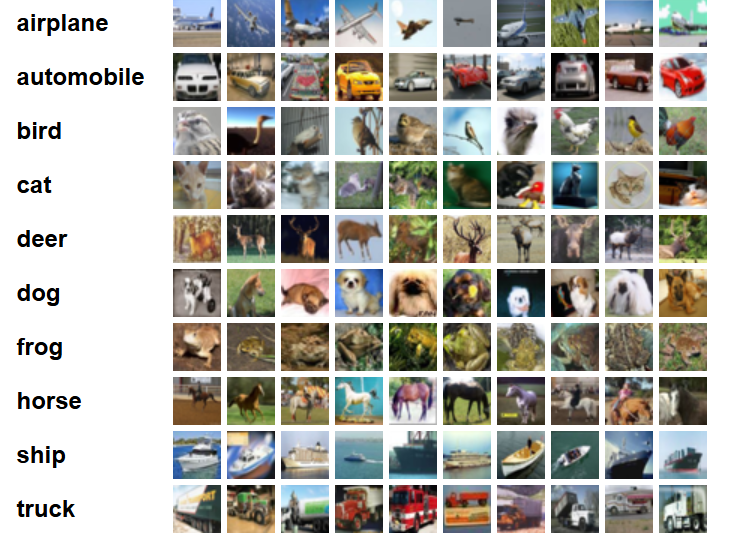 airplane
automobile
bird
cat
deer
dog
frog
horse
ship
truck